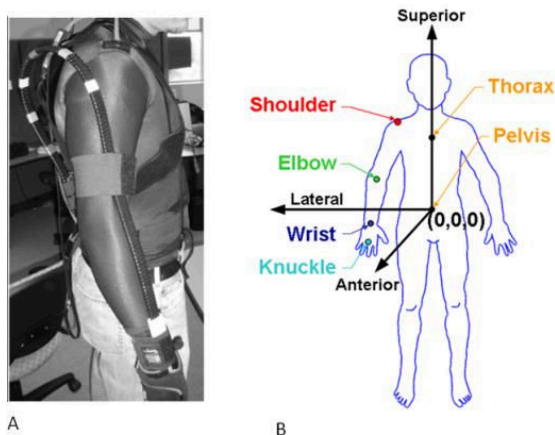 Superior
Thorax
Shoulder
Pelvis
Elbow
Lateral
(0,0,0)
Wrist
Knuckle
Anterior
A
B